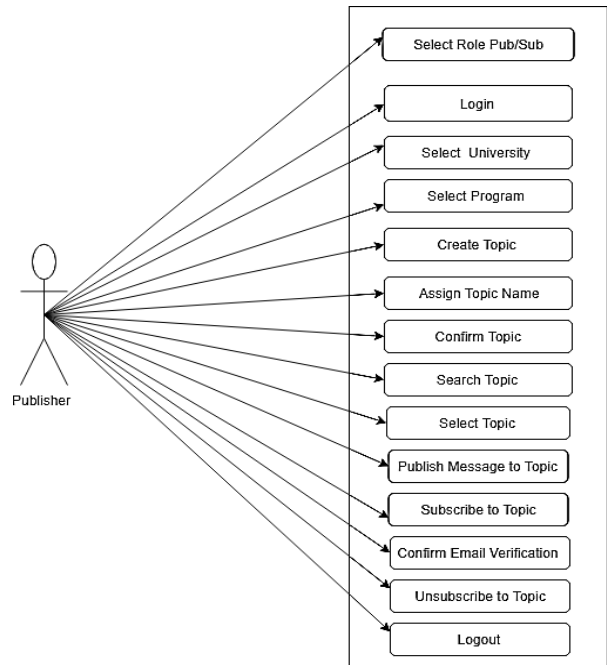 Select Role Pub/Sub
Login
Select University
Select Program
Create Topic
Assign Topic Name
Confirm Topic
Search Topic
Select Topic
Publish Message to Topic
Subscribe to Topic
Confirm Email Verification
Unsubscribe to Topic
Logout
Publisher